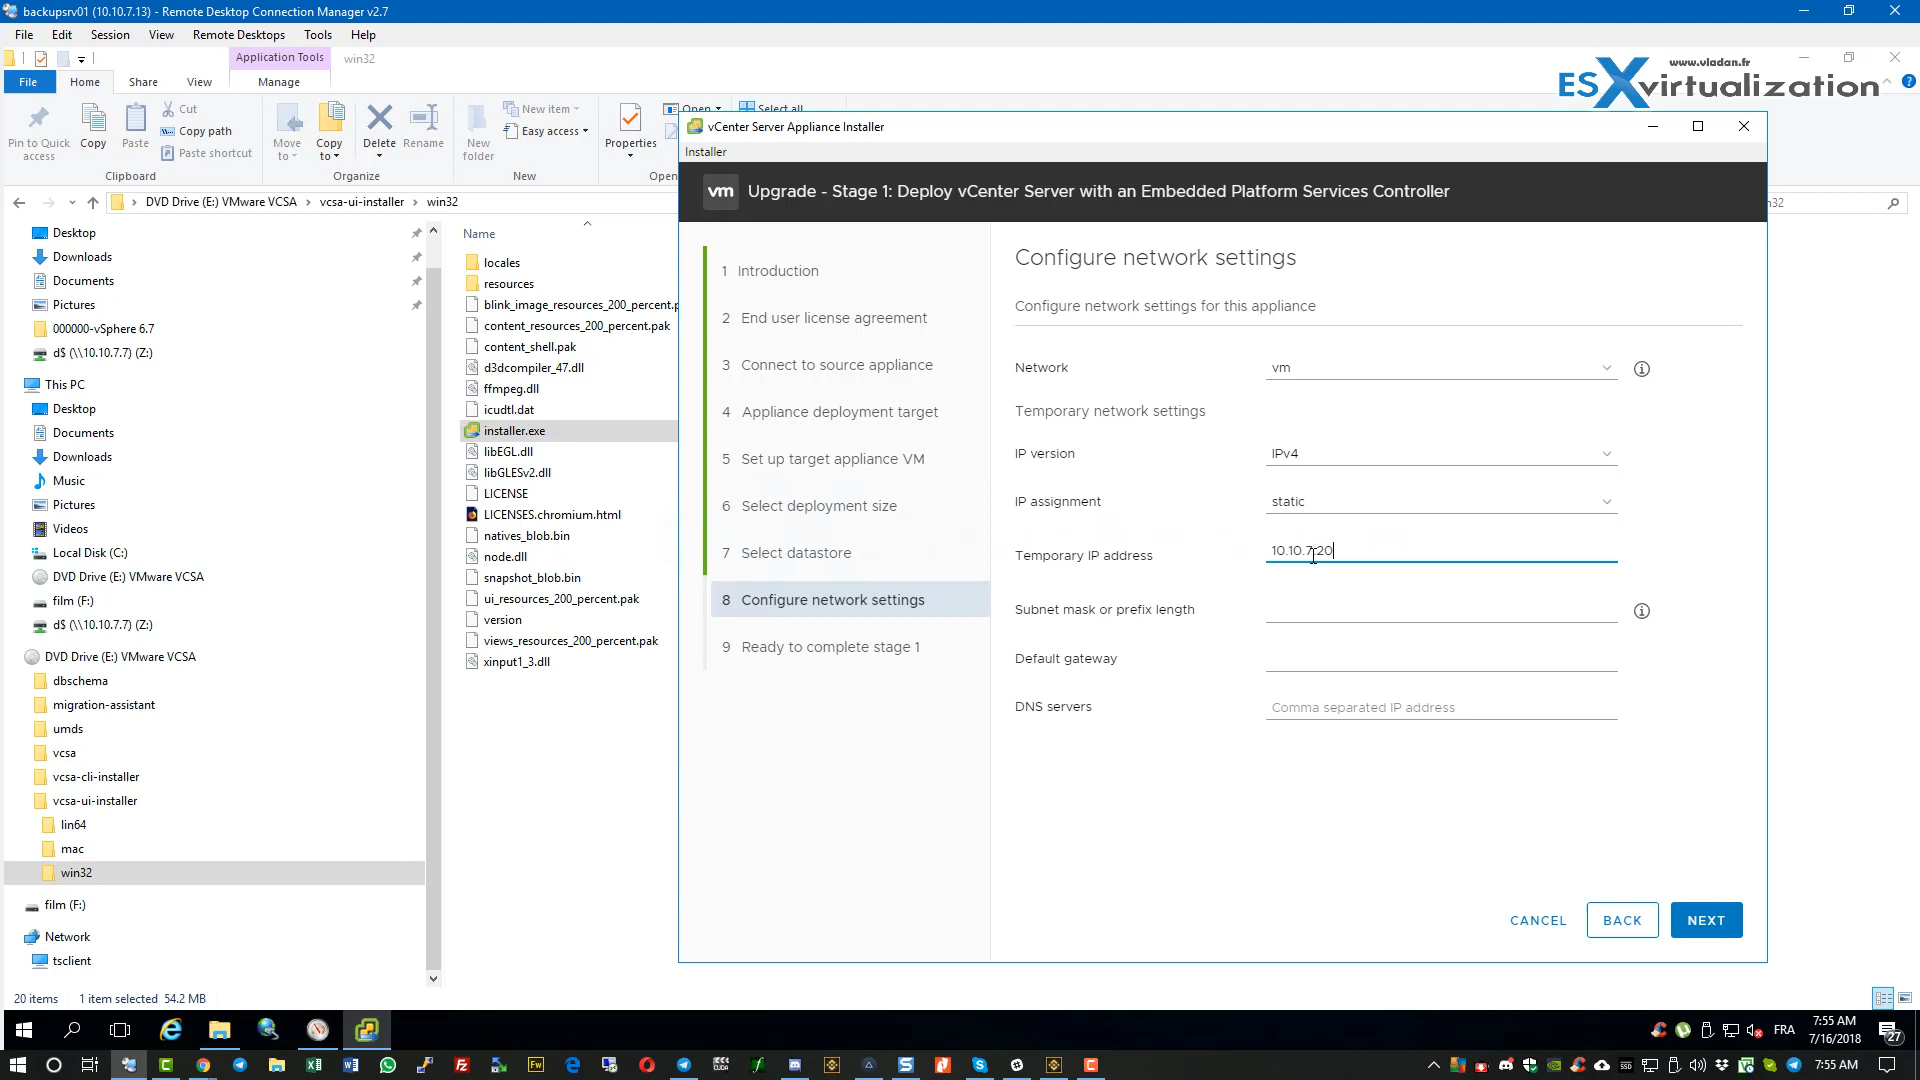 backupsrv01 (10.10.7.13) - Remote Desktop Connection Manager v2.7
File Edit Session View Remote Desktops Tools Help
Application Tools win32
File Home Share View Manage
www.vladan.fr
ESXvirtualization
Pin to Quick access
Copy
Paste
Cut
Copy path
Paste shortcut
Clipboard
Move to
Copy to
Delete
Rename
Organize
New folder
New item
Easy access
New
Properties
Open
Select all
Open
DVD Drive (E:) VMware VCSA > vcsa-ui-installer > win32
Desktop
Downloads
Documents
Pictures
000000-vSphere 6.7
d$ (\\10.10.7.7) (Z:)
This PC
Desktop
Documents
Downloads
Music
Pictures
Videos
Local Disk (C:)
DVD Drive (E:) VMware VCSA
film (F:)
d$ (\\10.10.7.7) (Z:)
DVD Drive (E:) VMware VCSA
dbschema
migration-assistant
umds
vcsa
vcsa-cli-installer
vcsa-ui-installer
lin64
mac
win32
film (F:)
Network
tsclient
Name
locales
resources
blink_image_resources_200_percent.p
content_resources_200_percent.pak
content_shell.pak
d3dcompiler_47.dll
ffmpeg.dll
icudtl.dat
installer.exe
libEGL.dll
libGLESv2.dll
LICENSE
LICENSES.chromium.html
natives_blob.bin
node.dll
snapshot_blob.bin
ui_resources_200_percent.pak
version
views_resources_200_percent.pak
xinput1_3.dll
20 items 1 item selected 54.2 MB
vCenter Server Appliance Installer
Installer
vm Upgrade - Stage 1: Deploy vCenter Server with an Embedded Platform Services Controller
1 Introduction
2 End user license agreement
3 Connect to source appliance
4 Appliance deployment target
5 Set up target appliance VM
6 Select deployment size
7 Select datastore
8 Configure network settings
9 Ready to complete stage 1
Configure network settings
Configure network settings for this appliance
Network vm
Temporary network settings
IP version IPv4
IP assignment static
Temporary IP address 10.10.7.20
Subnet mask or prefix length
Default gateway
DNS servers Comma separated IP address
CANCEL BACK NEXT
FRA
7:55 AM
7/16/2018
27
7:55 AM